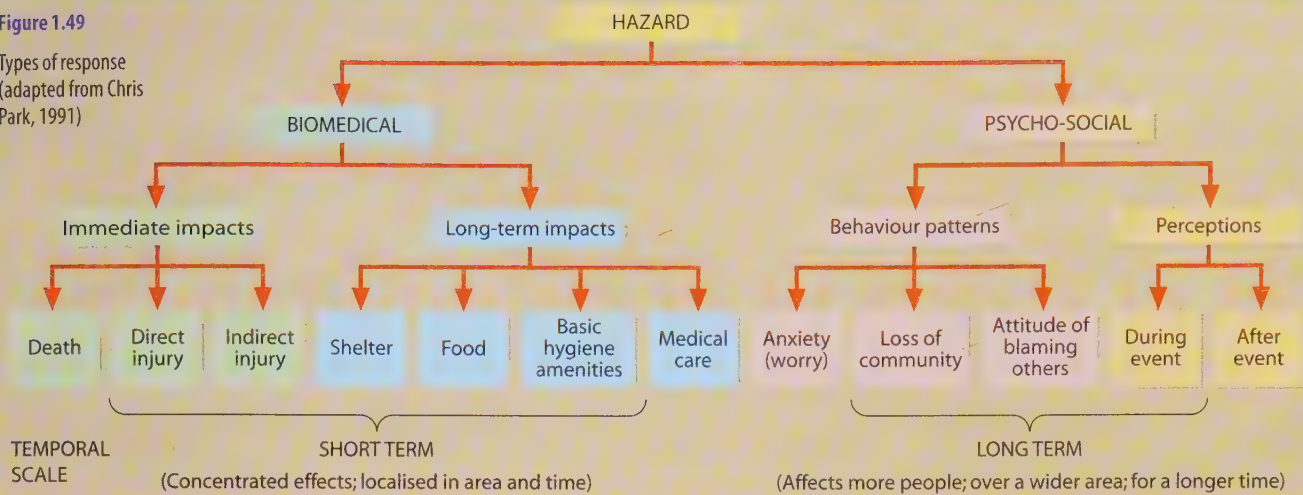 Figure 1.49
Types of response
(adapted from Chris
Park, 1991)
HAZARD
BIOMEDICAL
PSYCHO-SOCIAL
Immediate impacts
Long-term impacts
Behaviour patterns
Perceptions
Death
Direct
injury
Indirect
injury
Shelter
Food
Basic
hygiene
amenities
Medical
care
Anxiety
(worry)
Loss of
community
Attitude of
blaming
others
During
event
After
event
TEMPORAL
SCALE
SHORT TERM
(Concentrated effects; localised in area and time)
LONG TERM
(Affects more people; over a wider area; for a longer time)